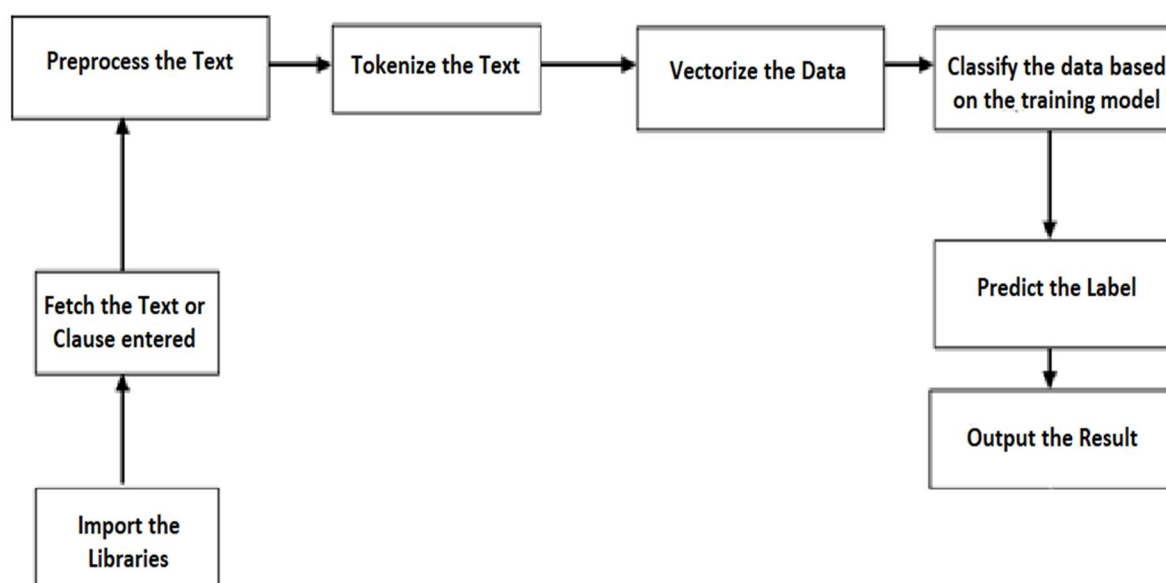 Preprocess the Text
Tokenize the Text
Vectorize the Data
Classify the data based
on the training model
Fetch the Text or
Clause entered
Predict the Label
Output the Result
Import the
Libraries